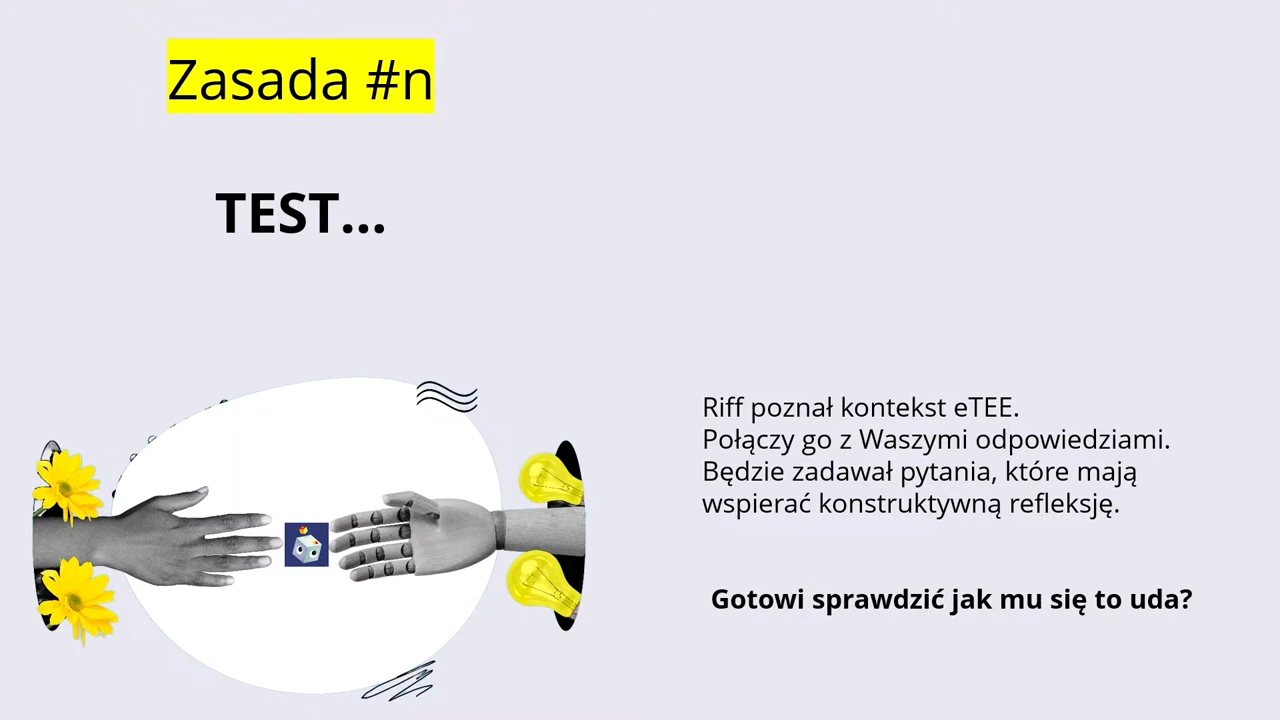 Zasada #n
TEST...
Riff poznał kontekst eTEE.
Połączy go z Waszymi odpowiedziami.
Będzie zadawał pytania, które mają
wspierać konstruktywną refleksję.
Gotowi sprawdzić jak mu się to uda?